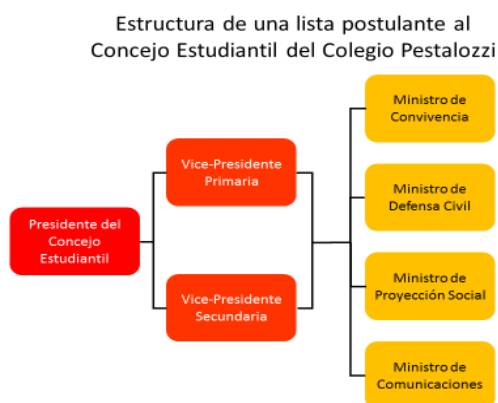 Estructura de una lista postulante al
Concejo Estudiantil del Colegio Pestalozzi
Presidente del
Concejo
Estudiantil
Vice-Presidente
Primaria
Vice-Presidente
Secundaria
Ministro de
Convivencia
Ministro de
Defensa Civil
Ministro de
Proyección Social
Ministro de
Comunicaciones